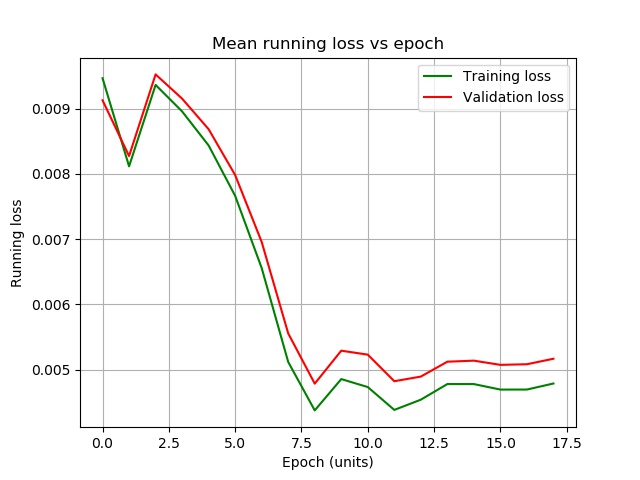 Mean running loss vs epoch
Training loss
Validation loss
0.009
0.008
0.007
0.006
0.005
Running loss
0.0 2.5 5.0 7.5 10.0 12.5 15.0 17.5
Epoch (units)